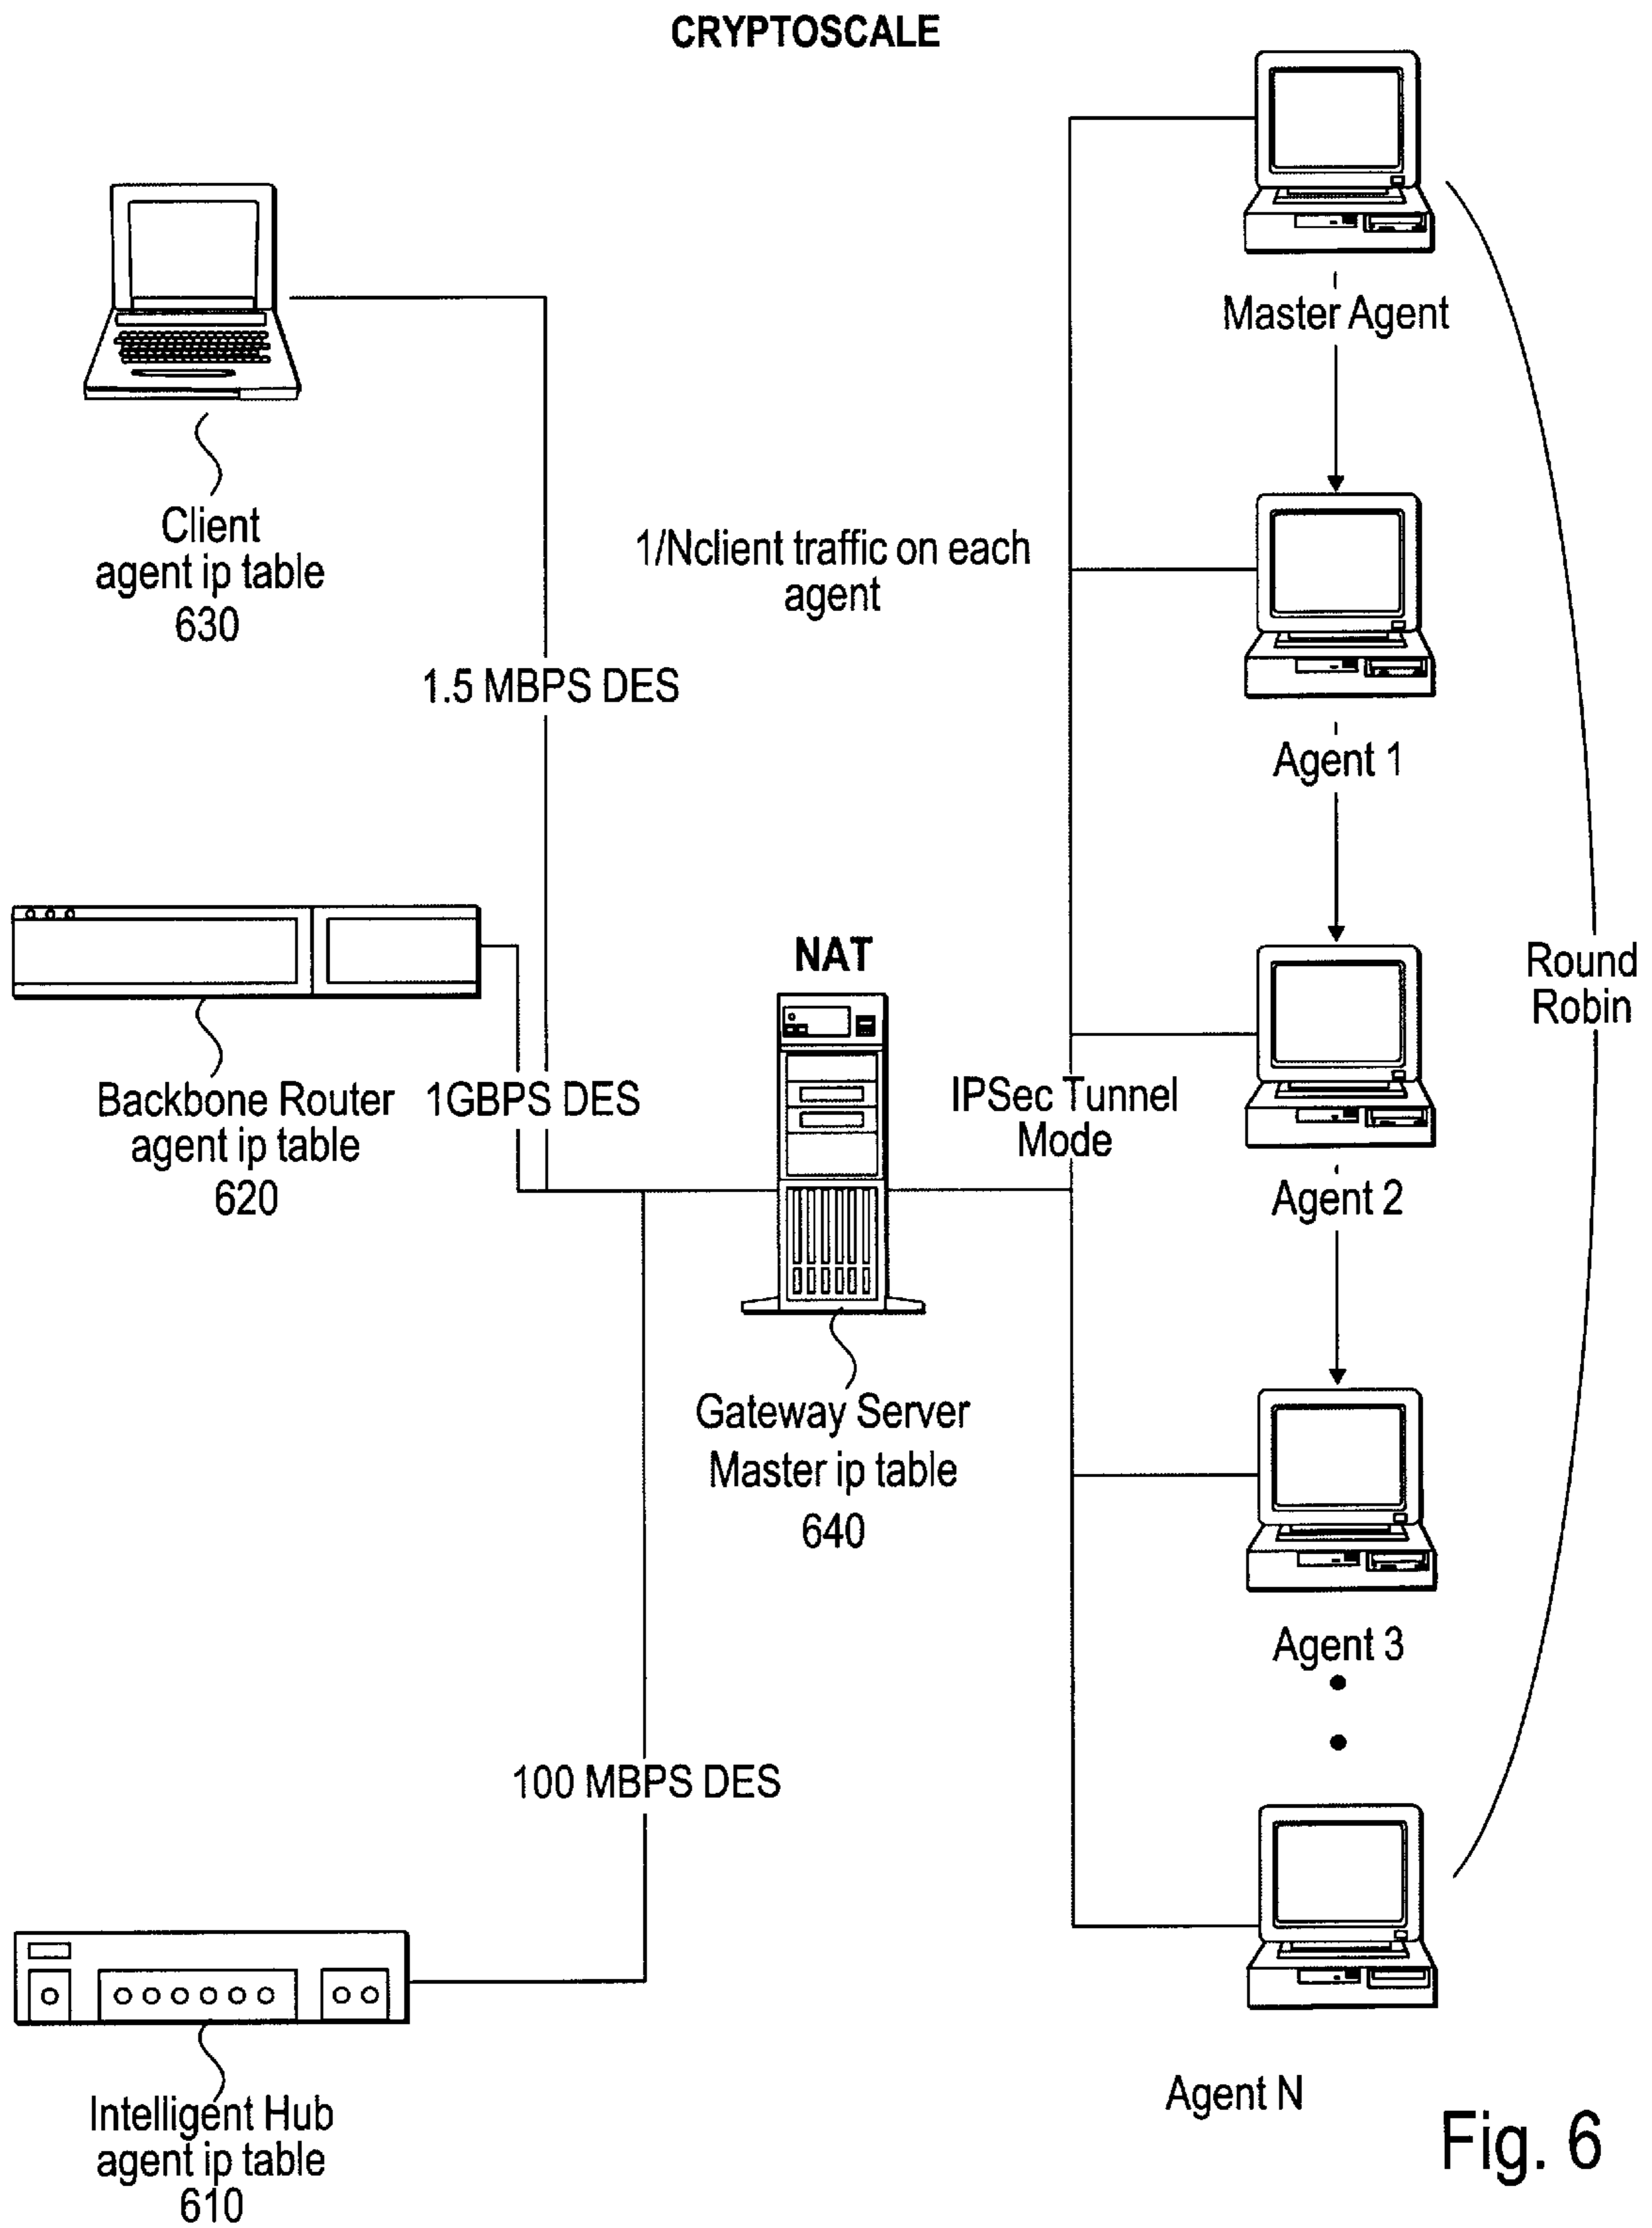 CRYPTOSCALE
Master Agent
Client
agent ip table
630
1/Nclient traffic on each
agent
1.5 MBPS DES
Agent 1
NAT
Round
Robin
Backbone Router
agent ip table
620
1GBPS DES
IPSec Tunnel
Mode
Agent 2
Gateway Server
Master ip table
640
Agent 3
100 MBPS DES
Agent N
Intelligent Hub
agent ip table
610
Fig. 6